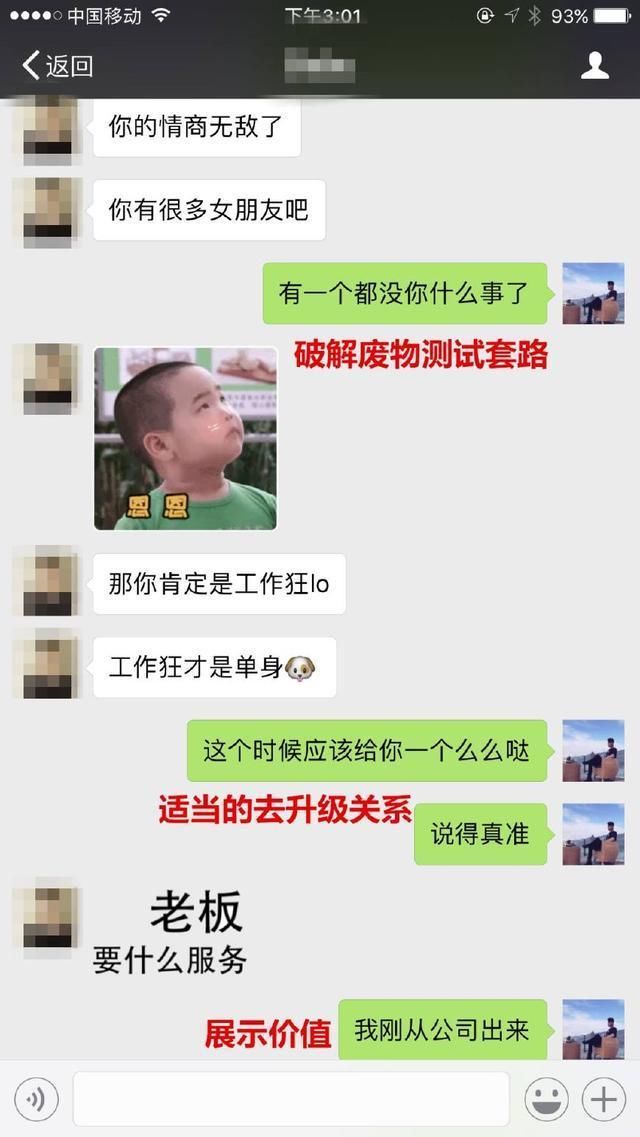 中国移动
下午3:01
93%
返回
你的情商无敌了
你有很多女朋友吧
有一个都没你什么事了
破解废物测试套路
恩恩
那你肯定是工作狂lo
工作狂才是单身
这个时候应该给你一个么么哒
适当的去升级关系
说得真准
老板
要什么服务
展示价值
我刚从公司出来